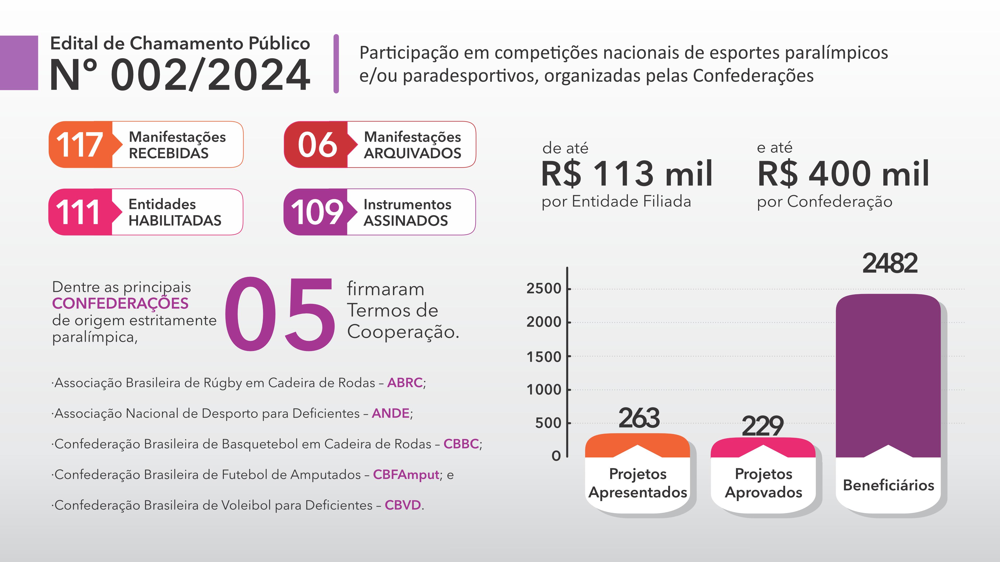 Edital de Chamamento Público
N° 002/2024
Participação em competições nacionais de esportes paralímpicos
e/ou paradesportivos, organizadas pelas Confederações
117
Manifestações
RECEBIDAS
06
Manifestações
ARQUIVADOS
111
Entidades
HABILITADAS
109
Instrumentos
ASSINADOS
de até
R$ 113 mil
por Entidade Filiada
e até
R$ 400 mil
por Confederação
Dentre as principais
CONFEDERAÇÕES
de origem estritamente
paralímpica,
05
firmaram
Termos de
Cooperação.
·Associação Brasileira de Rúgby em Cadeira de Rodas – ABRC;
·Associação Nacional de Desporto para Deficientes – ANDE;
·Confederação Brasileira de Basquetebol em Cadeira de Rodas – CBBC;
·Confederação Brasileira de Futebol de Amputados – CBFAmput; e
·Confederação Brasileira de Voleibol para Deficientes – CBVD.
2500
2000
1500
1000
500
0
263
Projetos
Apresentados
229
Projetos
Aprovados
2482
Beneficiários